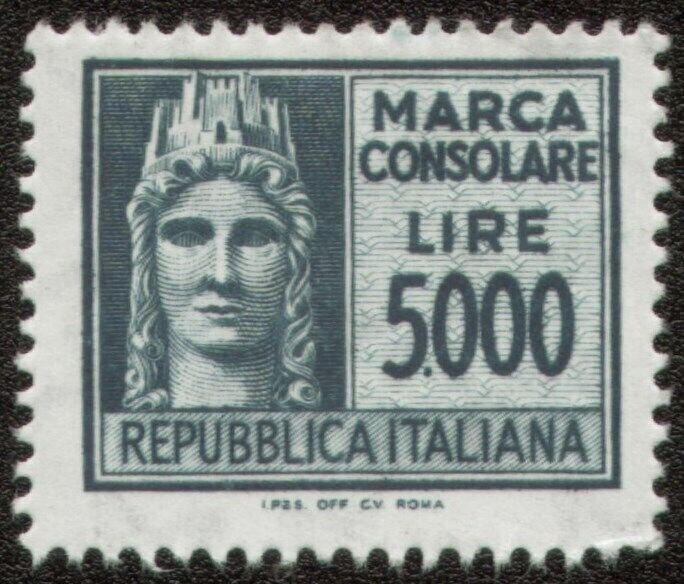 MARCA
CONSOLARE
LIRE
5.000
REPUBBLICA ITALIANA
I.P.Z.S. OFF C.V. ROMA